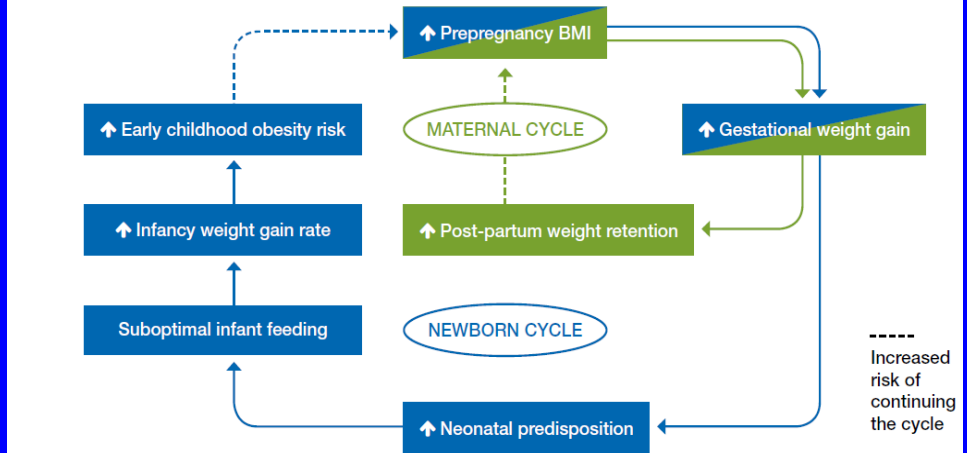 ↑ Prepregnancy BMI
↑ Early childhood obesity risk
MATERNAL CYCLE
↑ Gestational weight gain
↑ Infancy weight gain rate
↑ Post-partum weight retention
Suboptimal infant feeding
NEWBORN CYCLE
Increased
risk of
continuing
the cycle
↑ Neonatal predisposition